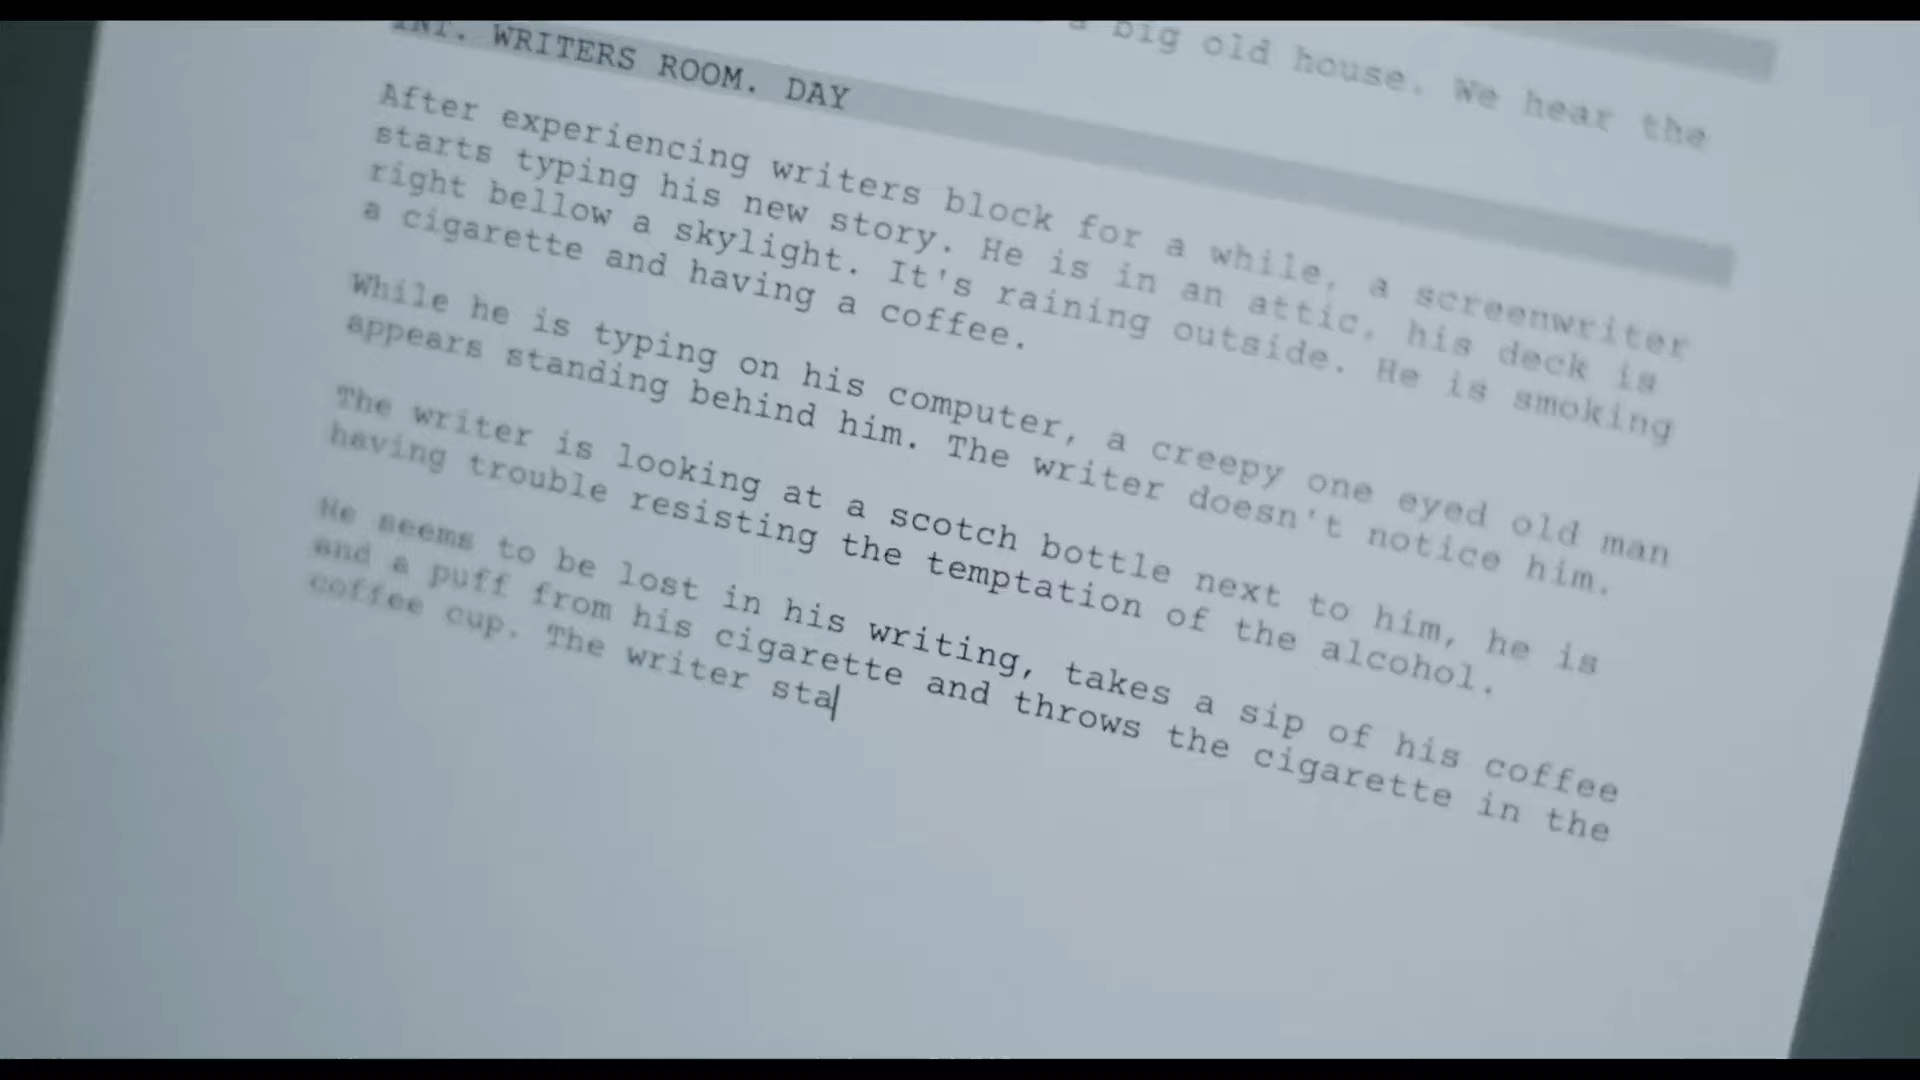 a big old house. We hear the
INT. WRITERS ROOM. DAY
After experiencing writers block for a while, a screenwriter
starts typing his new story. He is in an attic, his deck is
right bellow a skylight. It's raining outside. He is smoking
a cigarette and having a coffee.
While he is typing on his computer, a creepy one eyed old man
appears standing behind him. The writer doesn't notice him.
The writer is looking at a scotch bottle next to him, he is
having trouble resisting the temptation of the alcohol.
He seems to be lost in his writing, takes a sip of his coffee
and a puff from his cigarette and throws the cigarette in the
coffee cup. The writer sta